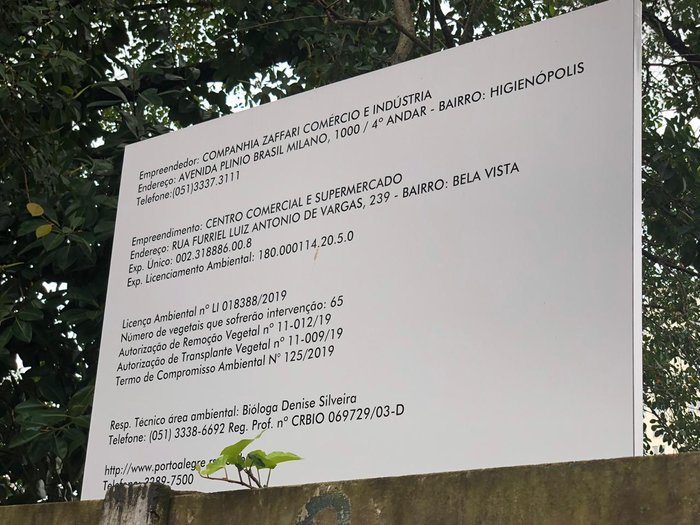 Empreendedor: COMPANHIA ZAFFARI COMÉRCIO E INDÚSTRIA
Endereço: AVENIDA PLINIO BRASIL MILANO, 1000 / 4º ANDAR - BAIRRO: HIGIENÓPOLIS
Telefone:(051)3337.3111
Empreendimento: CENTRO COMERCIAL E SUPERMERCADO
Endereço: RUA FURRIEL LUIZ ANTONIO DE VARGAS, 239 - BAIRRO: BELA VISTA
Exp. Único: 002.318886.00.8
Exp. Licenciamento Ambiental: 180.000114.20.5.0
Licença Ambiental nº LI 018388/2019
Número de vegetais que sofrerão intervenção: 65
Autorização de Remoção Vegetal nº 11-012/19
Autorização de Transplante Vegetal nº 11-009/19
Termo de Compromisso Ambiental N° 125/2019
Resp. Técnico área ambiental: Bióloga Denise Silveira
Telefone: (051) 3338-6692 Reg. Prof. nº CRBIO 069729/03-D
http://www.portoalegre.rs
Telefone: 3289-7500